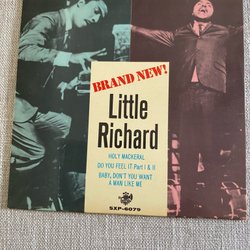 BRAND NEW!
Little
Richard
HOLY MACKERAL
DO YOU FEEL IT Part I & II
BABY, DON'T YOU WANT
A MAN LIKE ME
SXP-6079